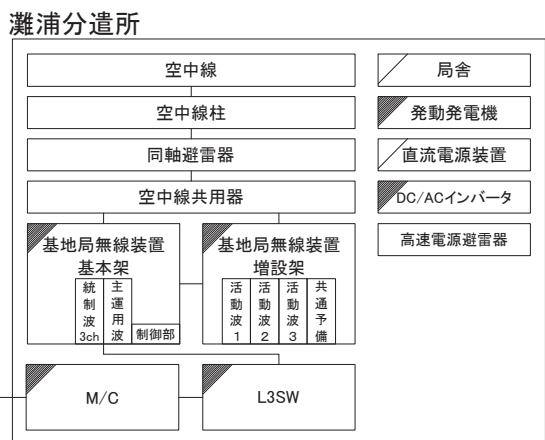 灘浦分遣所
空中線
空中線柱
同軸避雷器
空中線共用器
基地局無線装置
基本架
統制波3ch
主運用波
制御部
基地局無線装置
増設架
活動波1
活動波2
活動波3
共通予備
M/C
L3SW
局舎
発動発電機
直流電源装置
DC/ACインバータ
高速電源避雷器